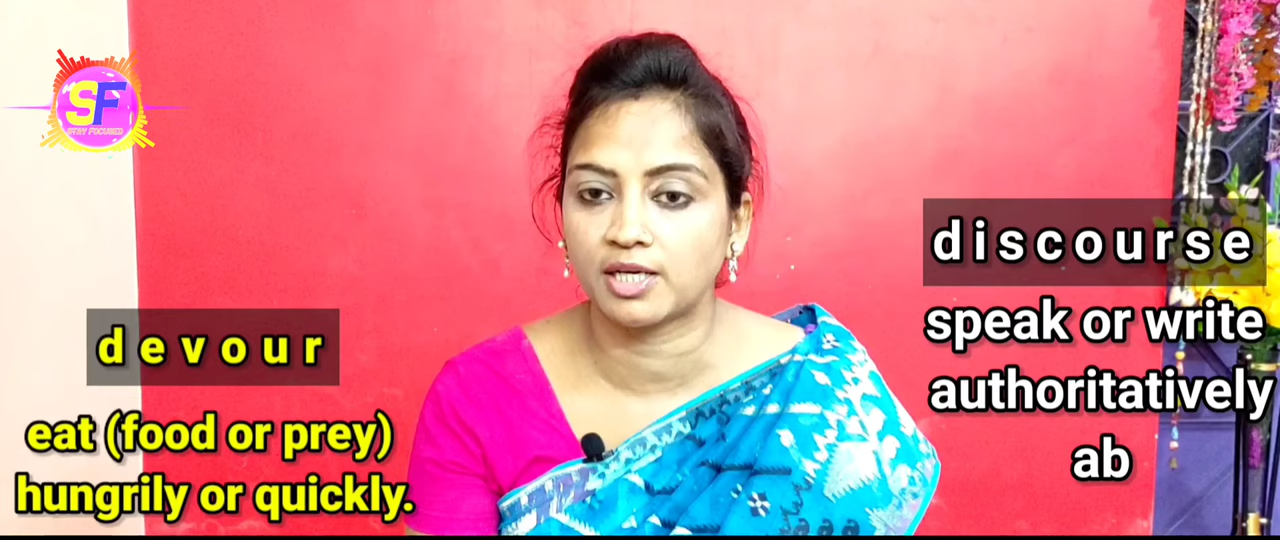 SF
STAY FOCUSED
d e v o u r
eat (food or prey)
hungrily or quickly.
d i s c o u r s e
speak or write
authoritatively
ab